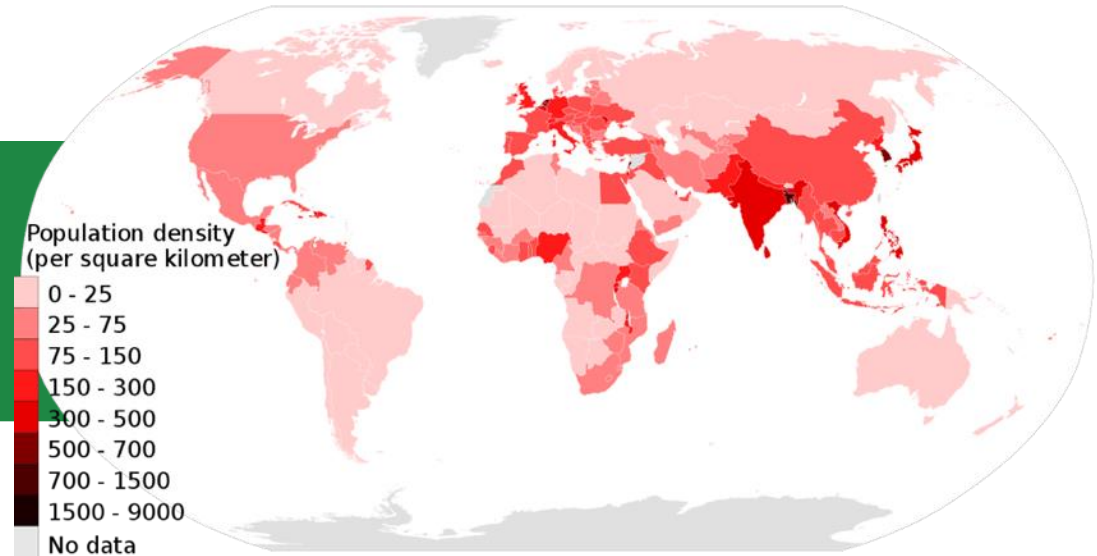 Population density
(per square kilometer)
0 - 25
25 - 75
75 - 150
150 - 300
300 - 500
500 - 700
700 - 1500
1500 - 9000
No data